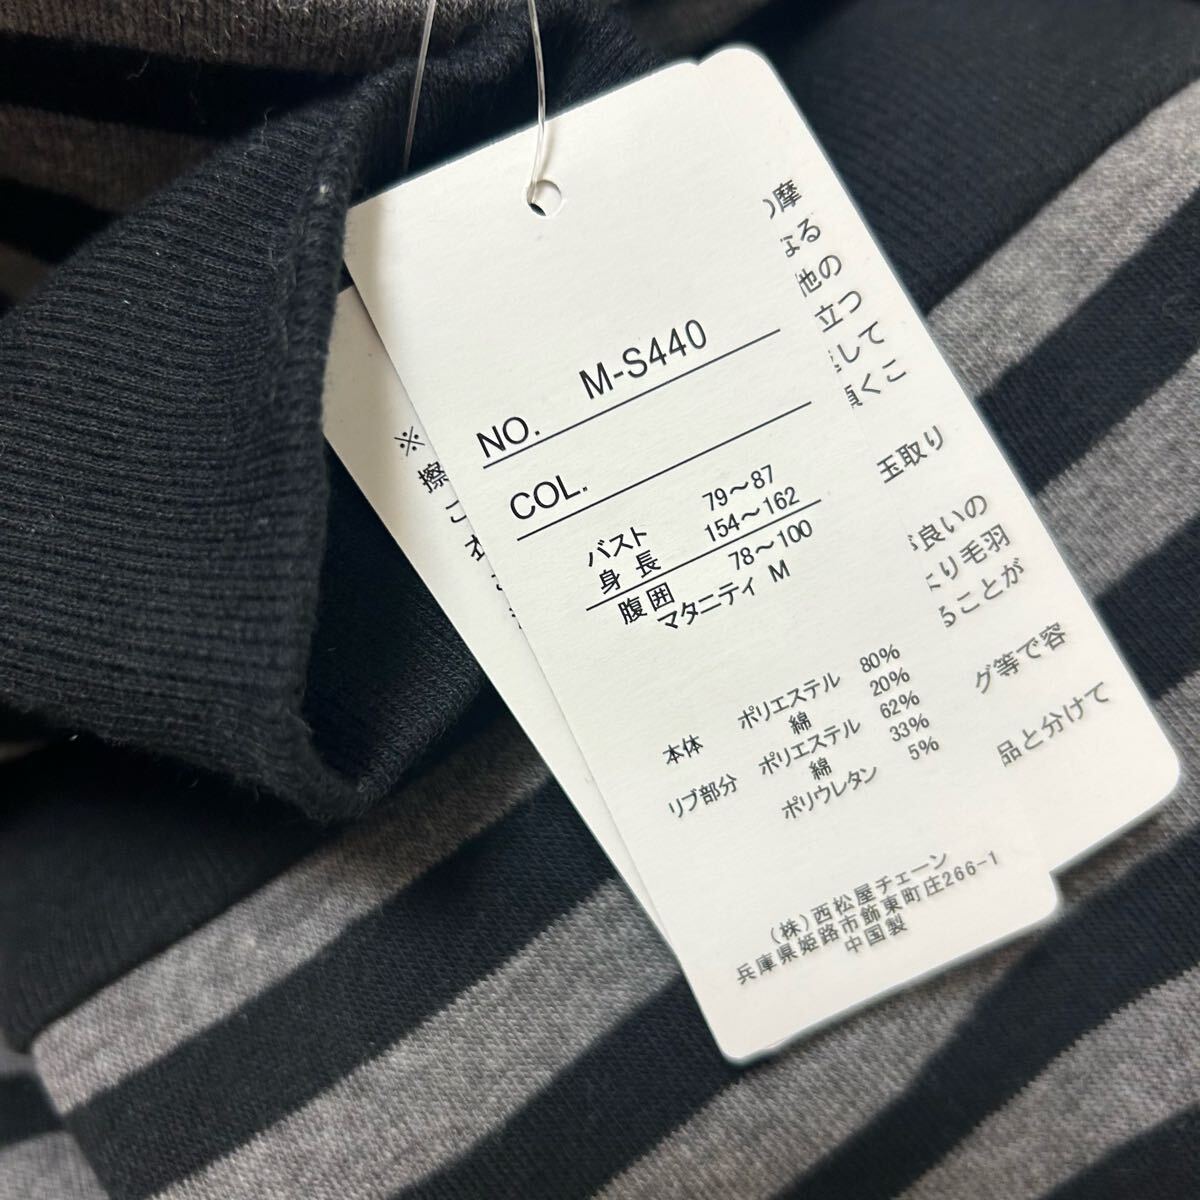 NO. M-S440
COL.
バスト 79～87
身長 154～162
腹囲 78～100
マタニティ M
本体 ポリエステル 80%
綿 20%
リブ部分 ポリエステル 62%
綿 33%
ポリウレタン 5%
(株)西松屋チェーン
兵庫県姫路市飾東町庄266-1
中国製
※
擦
摩
なる
他の
立つ
して
頂くこ
玉取り
良いの
より毛羽
ることが
グ等で容
品と分けて